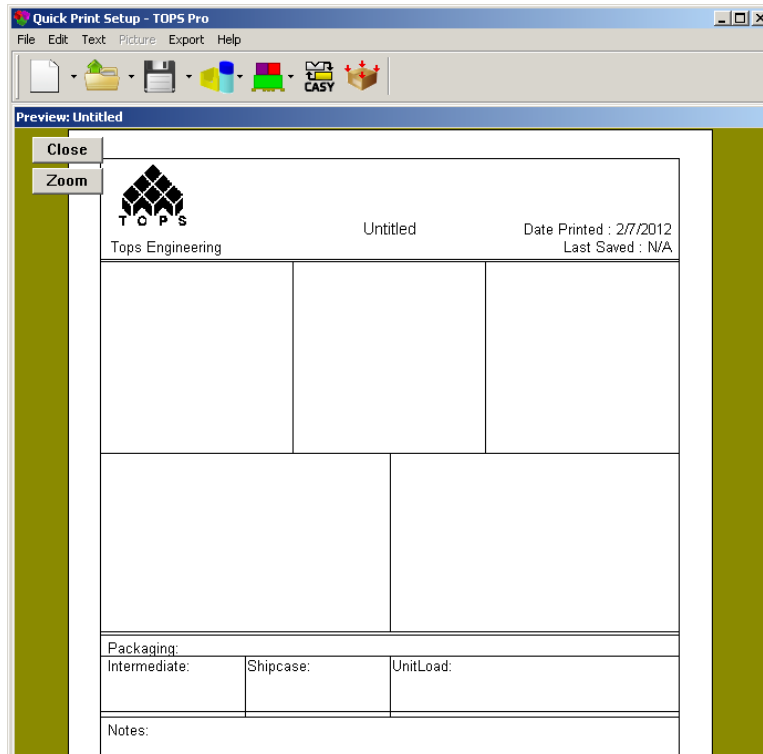 Quick Print Setup - TOPS Pro
File Edit Text Picture Export Help
CASY
Preview: Untitled
Close
Zoom
TOPS
Untitled
Date Printed : 2/7/2012
Tops Engineering
Last Saved : N/A
Packaging:
Intermediate: Shipcase: UnitLoad:
Notes: